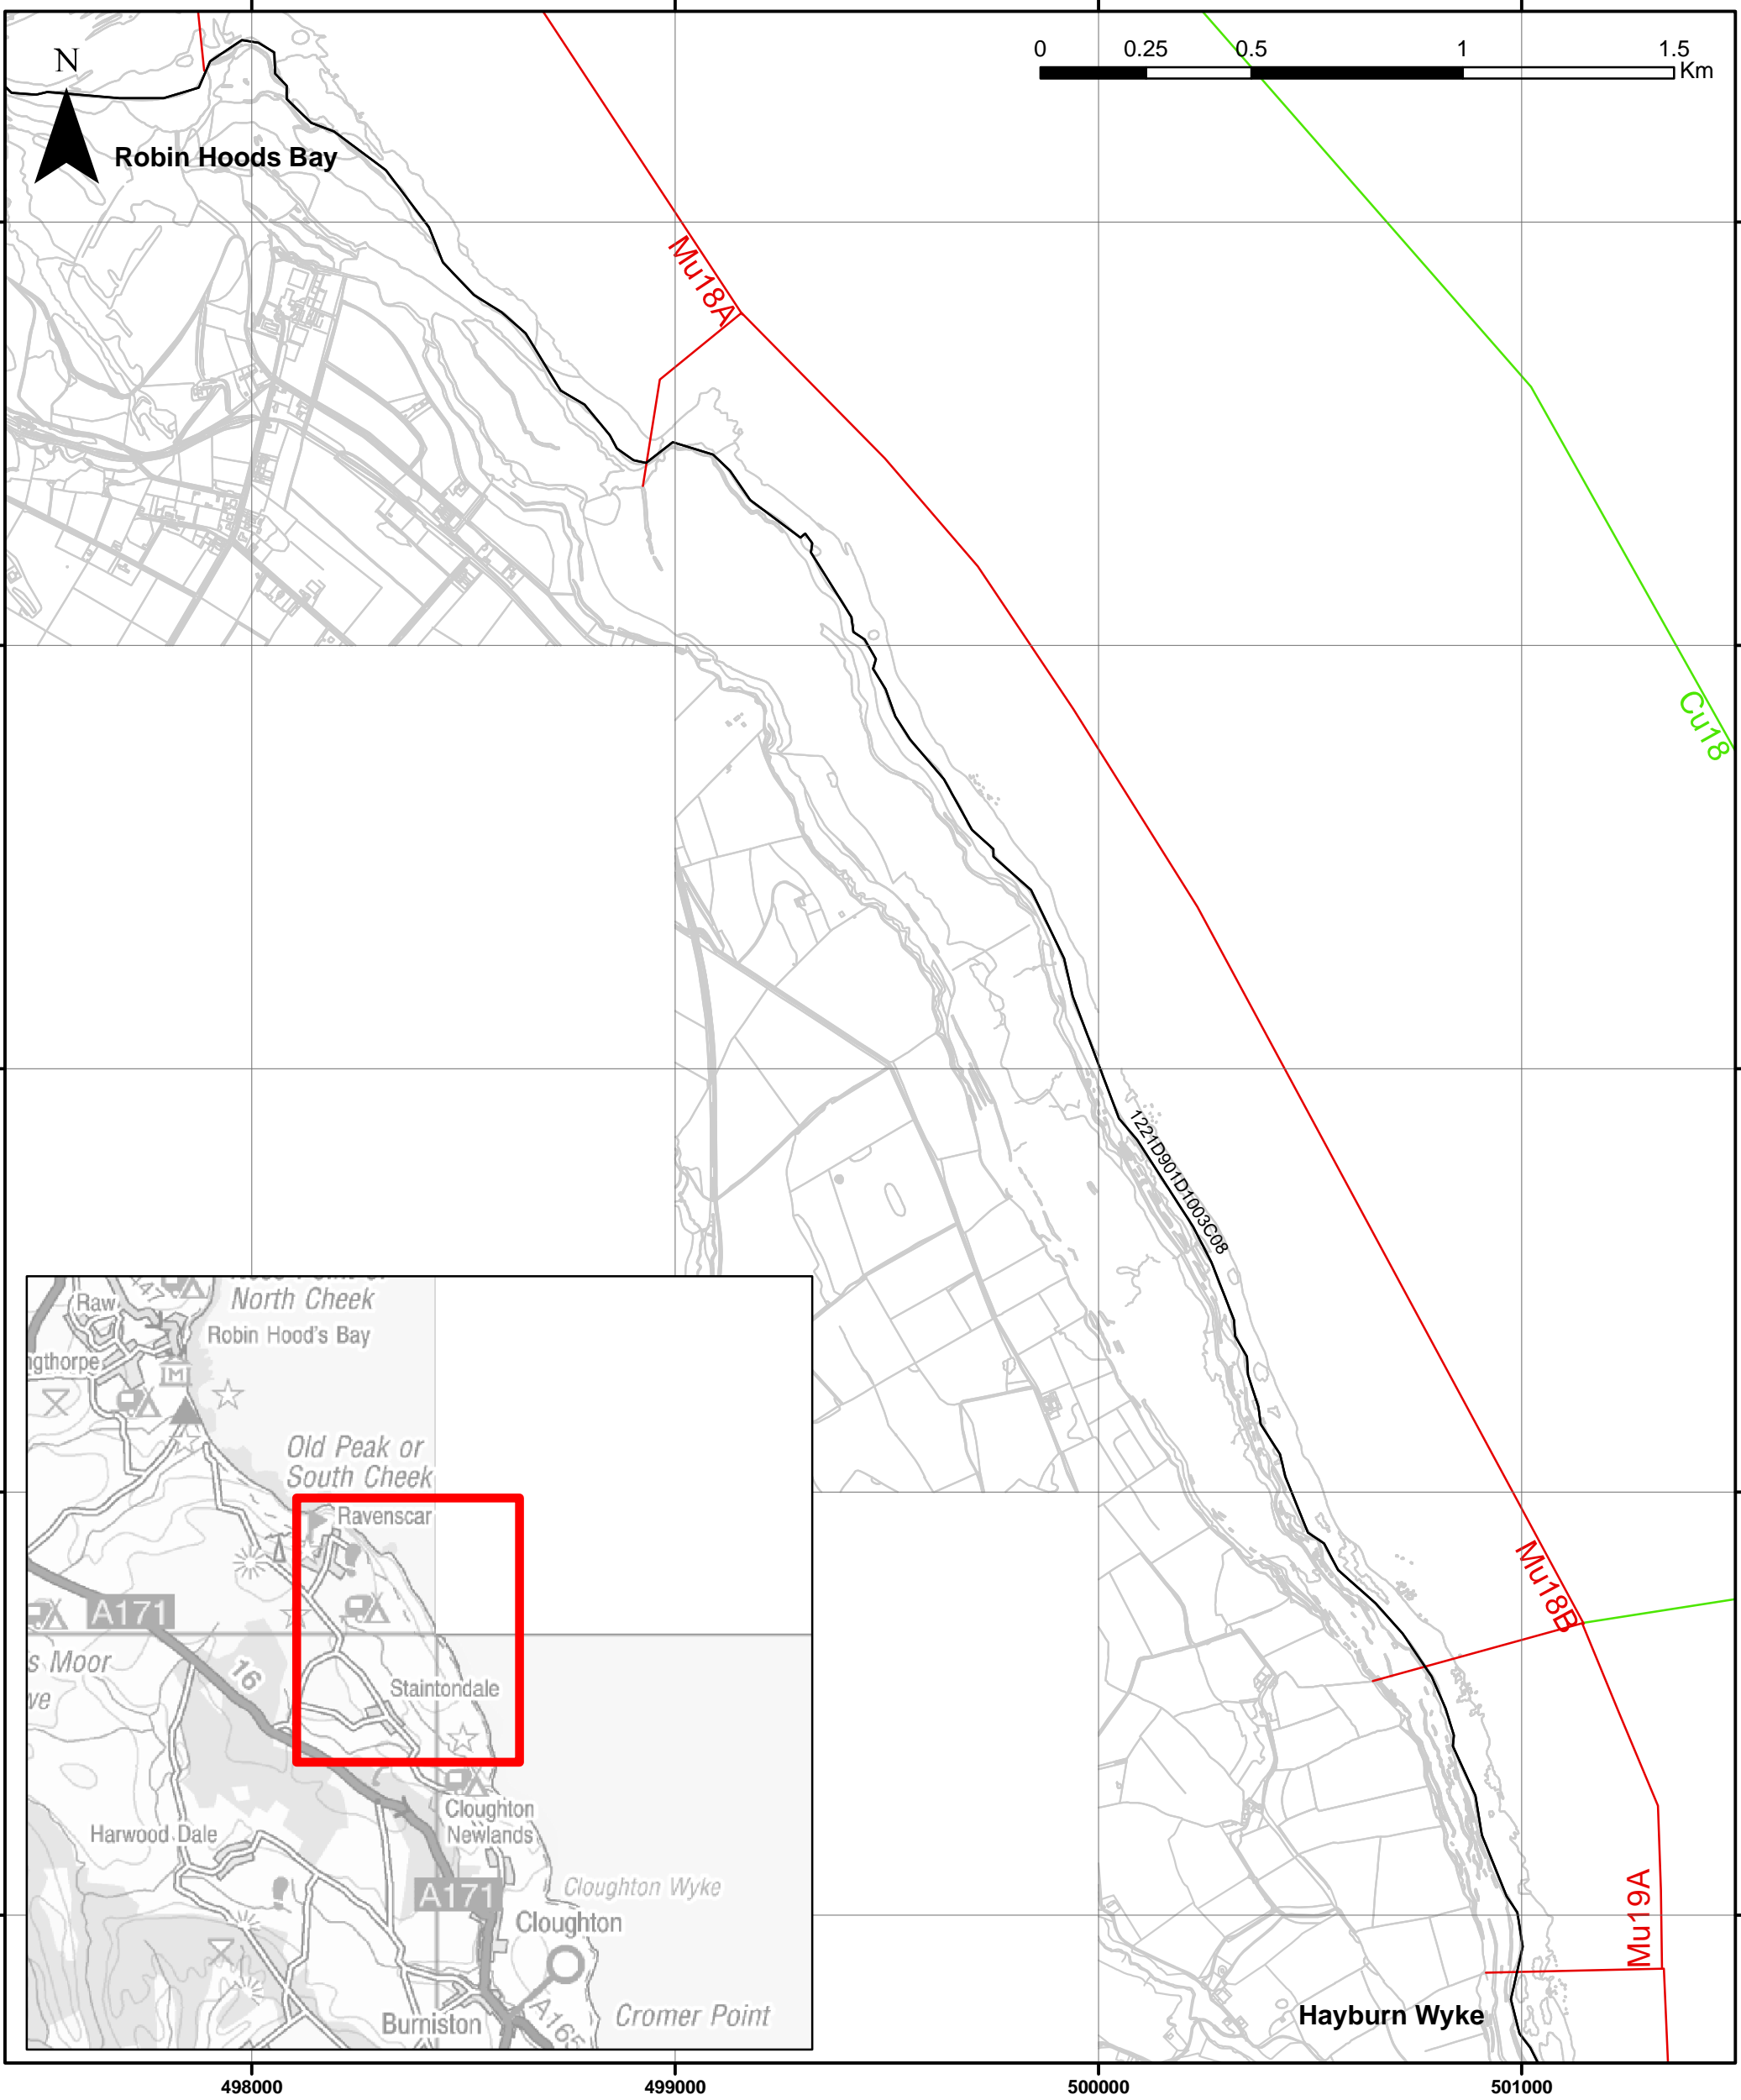 N
0 0.25 0.5 1 1.5
Km
Robin Hoods Bay
Mu18A
Cu18
1221D901D1003C08
Mu18B
Mu19A
Hayburn Wyke
North Cheek
Raw
47
Robin Hood's Bay
ngthorpe
M
Old Peak or
South Cheek
Ravenscar
A171
s Moor
16
Staintondale
Cloughton
Newlands
Harwood Dale
A171
Cloughton Wyke
Cloughton
A165
Burniston
Cromer Point
498000 499000 500000 501000